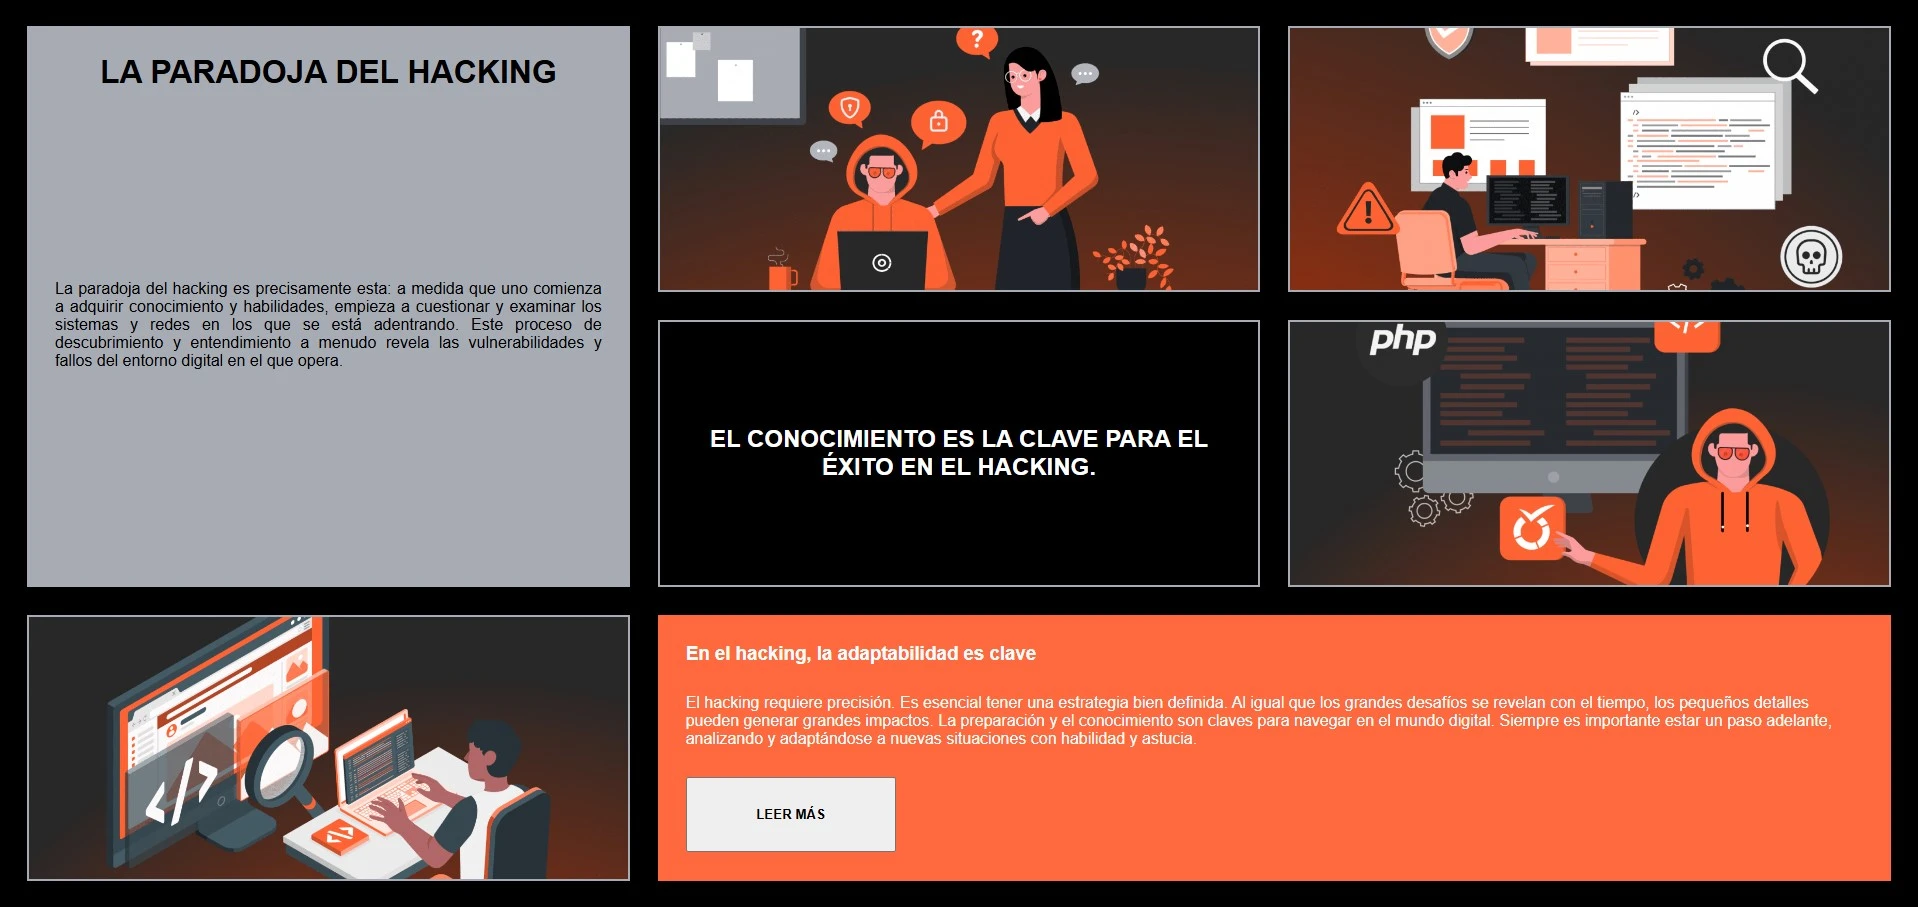 LA PARADOJA DEL HACKING
La paradoja del hacking es precisamente esta: a medida que uno comienza
a adquirir conocimiento y habilidades, empieza a cuestionar y examinar los
sistemas y redes en los que se está adentrando. Este proceso de
descubrimiento y entendimiento a menudo revela las vulnerabilidades y
fallos del entorno digital en el que opera.
?
!
</>
EL CONOCIMIENTO ES LA CLAVE PARA EL
ÉXITO EN EL HACKING.
php
</>
</>
</>
En el hacking, la adaptabilidad es clave
El hacking requiere precisión. Es esencial tener una estrategia bien definida. Al igual que los grandes desafíos se revelan con el tiempo, los pequeños detalles
pueden generar grandes impactos. La preparación y el conocimiento son claves para navegar en el mundo digital. Siempre es importante estar un paso adelante,
analizando y adaptándose a nuevas situaciones con habilidad y astucia.
LEER MÁS